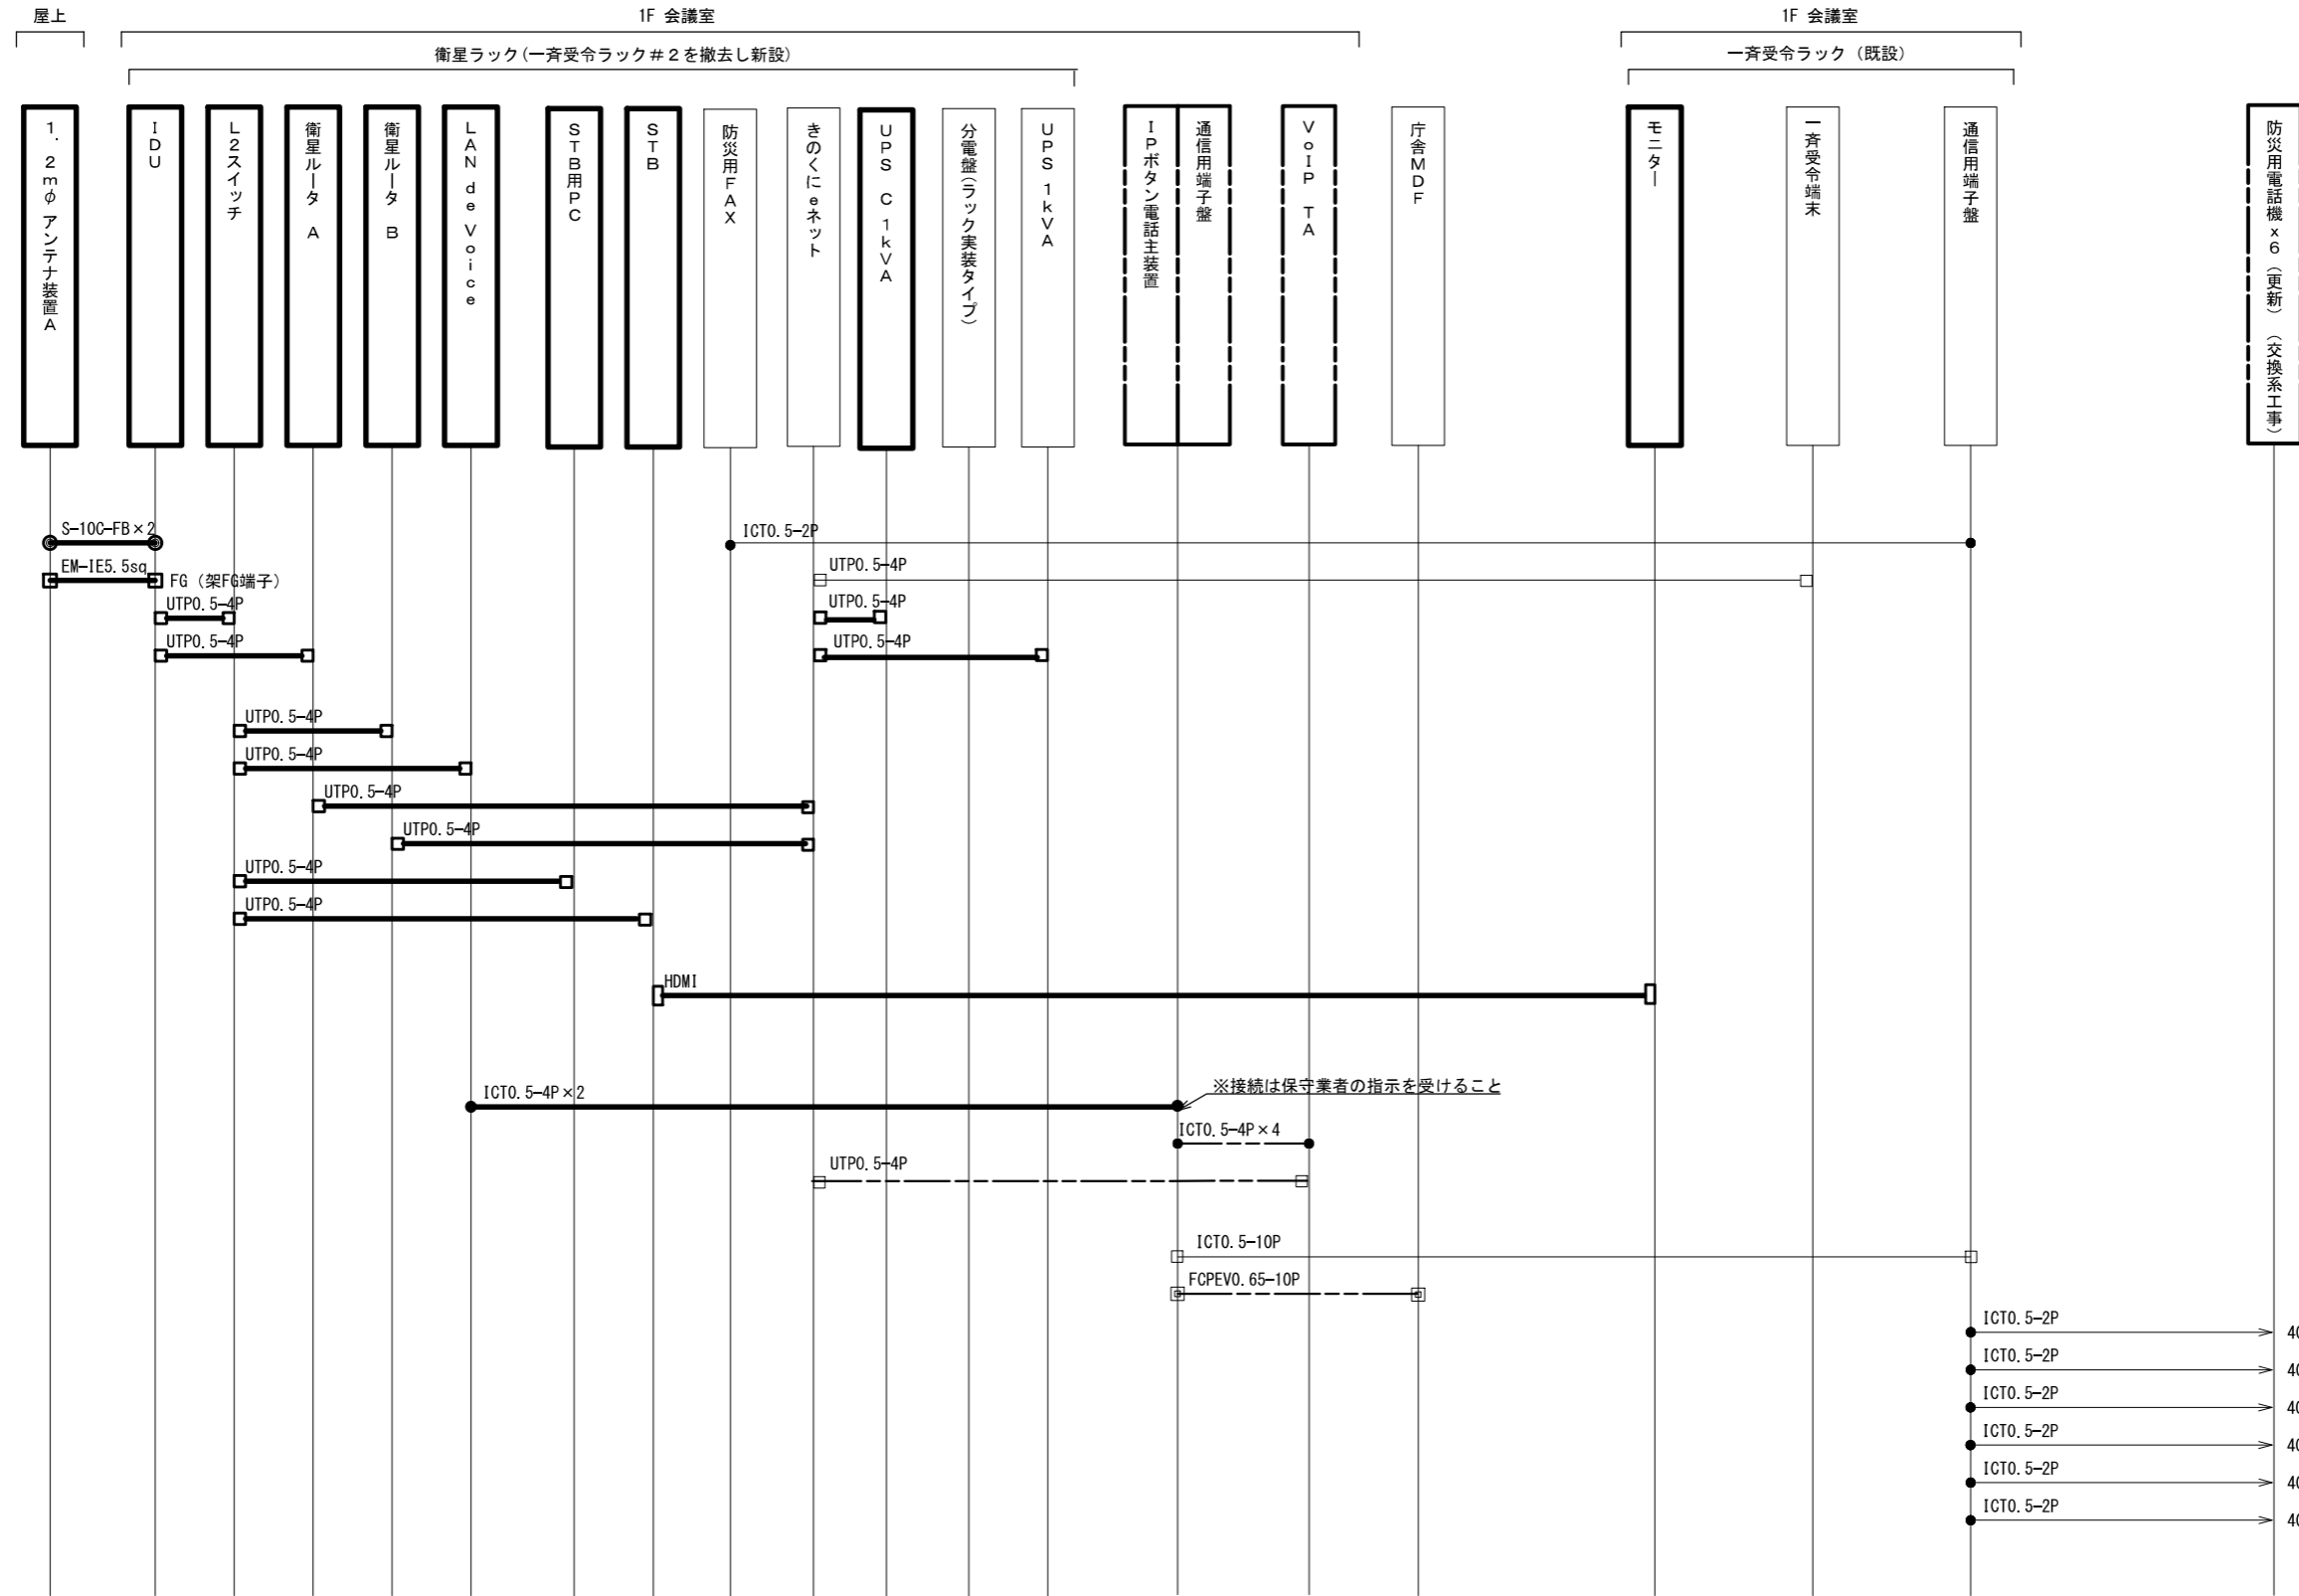 屋上
1F 会議室
1F 会議室
衛星ラック(一斉受令ラック＃２を撤去し新設)
一斉受令ラック（既設）
１．２ｍφ アンテナ装置Ａ
ＩＤＵ
Ｌ２スイッチ
衛星ルータ Ａ
衛星ルータ Ｂ
ＬＡＮ ｄｅ Ｖｏｉｃｅ
ＳＴＢ用ＰＣ
ＳＴＢ
防災用ＦＡＸ
きのくにｅネット
ＵＰＳ Ｃ １ｋＶＡ
分電盤（ラック実装タイプ）
ＵＰＳ １ｋＶＡ
ＩＰボタン電話主装置
通信用端子盤
ＶｏＩＰ ＴＡ
庁舎ＭＤＦ
モニター
一斉受令端末
通信用端子盤
防災用電話機×６（更新）（交換系工事）
S-10C-FB×2
ICT0.5-2P
EM-IE5.5sq
FG（架FG端子）
UTP0.5-4P
UTP0.5-4P
UTP0.5-4P
UTP0.5-4P
UTP0.5-4P
UTP0.5-4P
UTP0.5-4P
UTP0.5-4P
UTP0.5-4P
UTP0.5-4P
UTP0.5-4P
HDMI
ICT0.5-4P×2
※接続は保守業者の指示を受けること
ICT0.5-4P×4
UTP0.5-4P
ICT0.5-10P
FCPEV0.65-10P
ICT0.5-2P
ICT0.5-2P
ICT0.5-2P
ICT0.5-2P
ICT0.5-2P
ICT0.5-2P